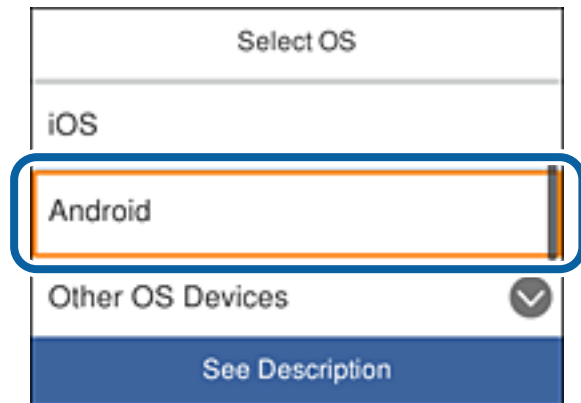 Select OS
iOS
Android
Other OS Devices
See Description